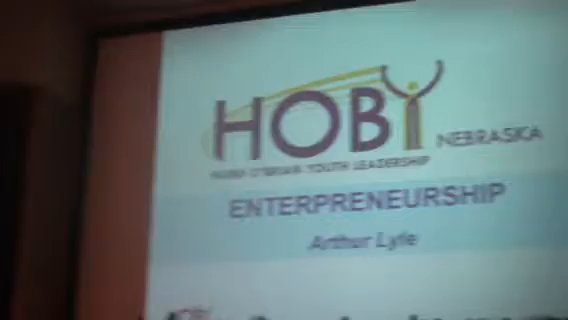 HOBY NEBRASKA
HUGH O'BRIAN YOUTH LEADERSHIP
ENTERPRENEURSHIP
Arthur Lyle